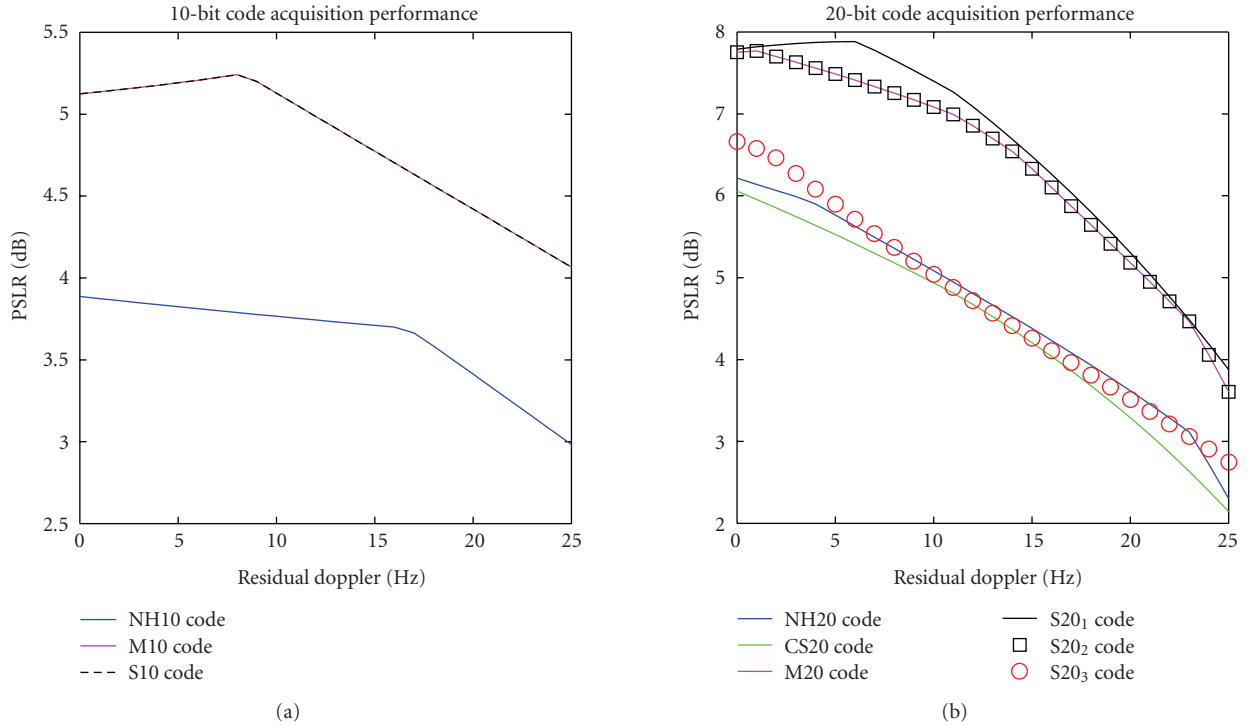 10-bit code acquisition performance
5.5
5
4.5
4
3.5
3
2.5
PSLR (dB)
0 5 10 15 20 25
Residual doppler (Hz)
NH10 code
M10 code
S10 code
(a)
20-bit code acquisition performance
8
7
6
5
4
3
2
PSLR (dB)
0 5 10 15 20 25
Residual doppler (Hz)
NH20 code
CS20 code
M20 code
S20₁ code
S20₂ code
S20₃ code
(b)